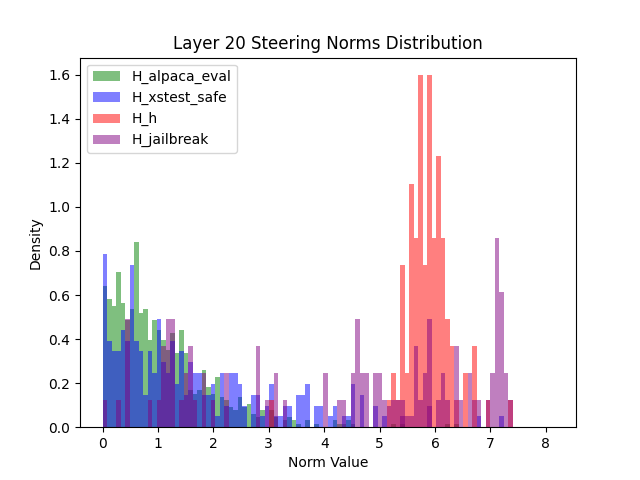 Layer 20 Steering Norms Distribution
H_alpaca_eval
H_xstest_safe
H_h
H_jailbreak
Density
1.6
1.4
1.2
1.0
0.8
0.6
0.4
0.2
0.0
0 1 2 3 4 5 6 7 8
Norm Value